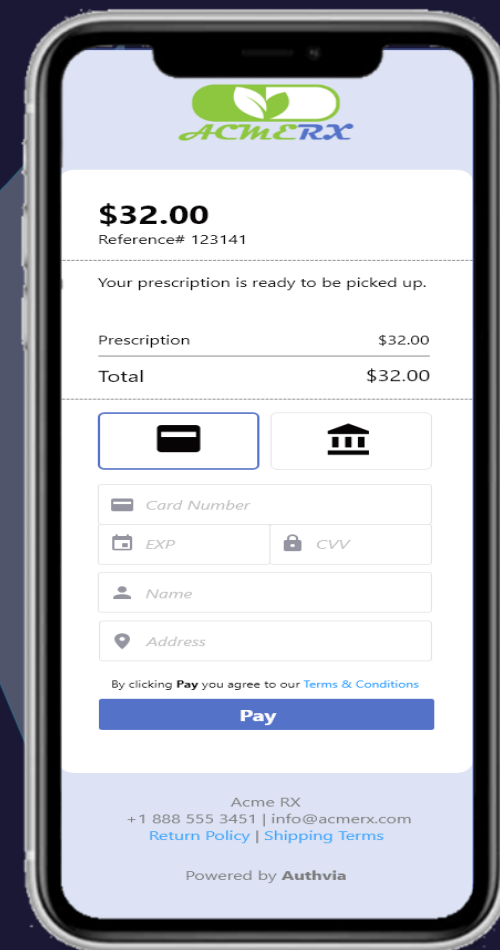 ACMERX
$32.00
Reference# 123141
Your prescription is ready to be picked up.
Prescription $32.00
Total $32.00
Card Number
EXP CVV
Name
Address
By clicking Pay you agree to our Terms & Conditions
Pay
Acme RX
+1 888 555 3451 | info@acmerx.com
Return Policy | Shipping Terms
Powered by Authvia